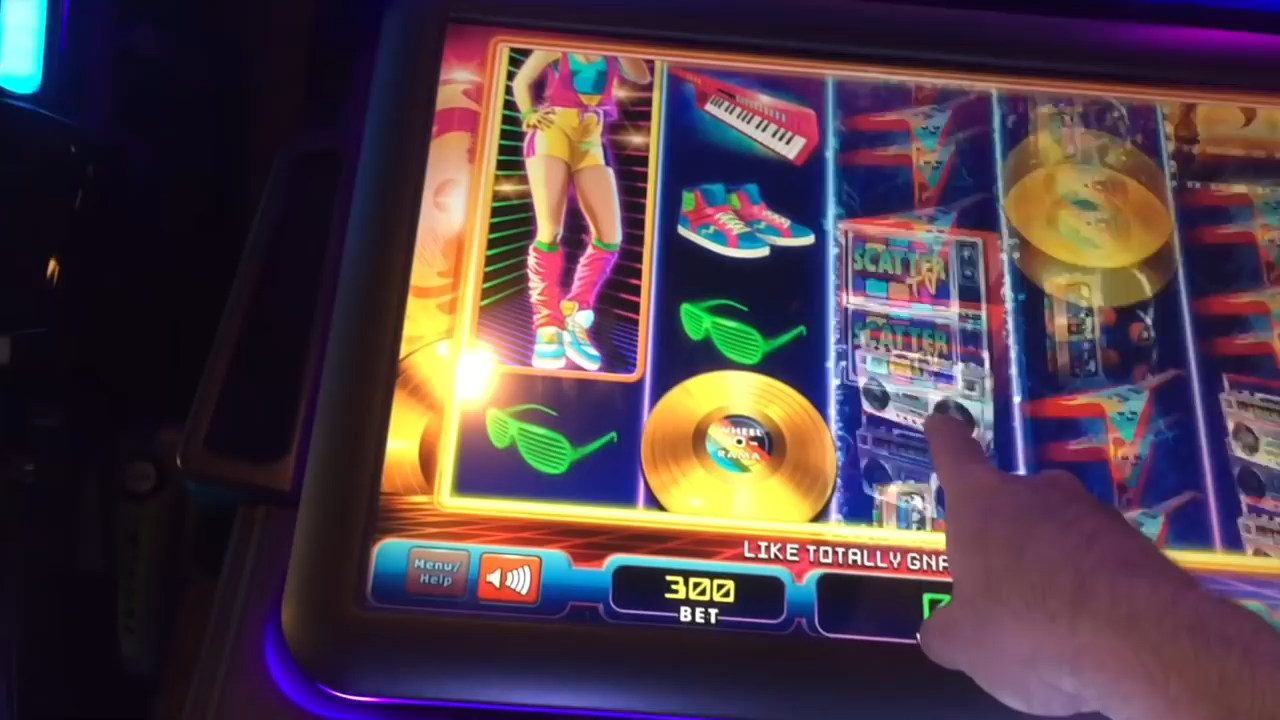 SCATTER
SCATTER
WHEEL
-O-
RAMA
LIKE TOTALLY GNA
Menu/
Help
300
BET